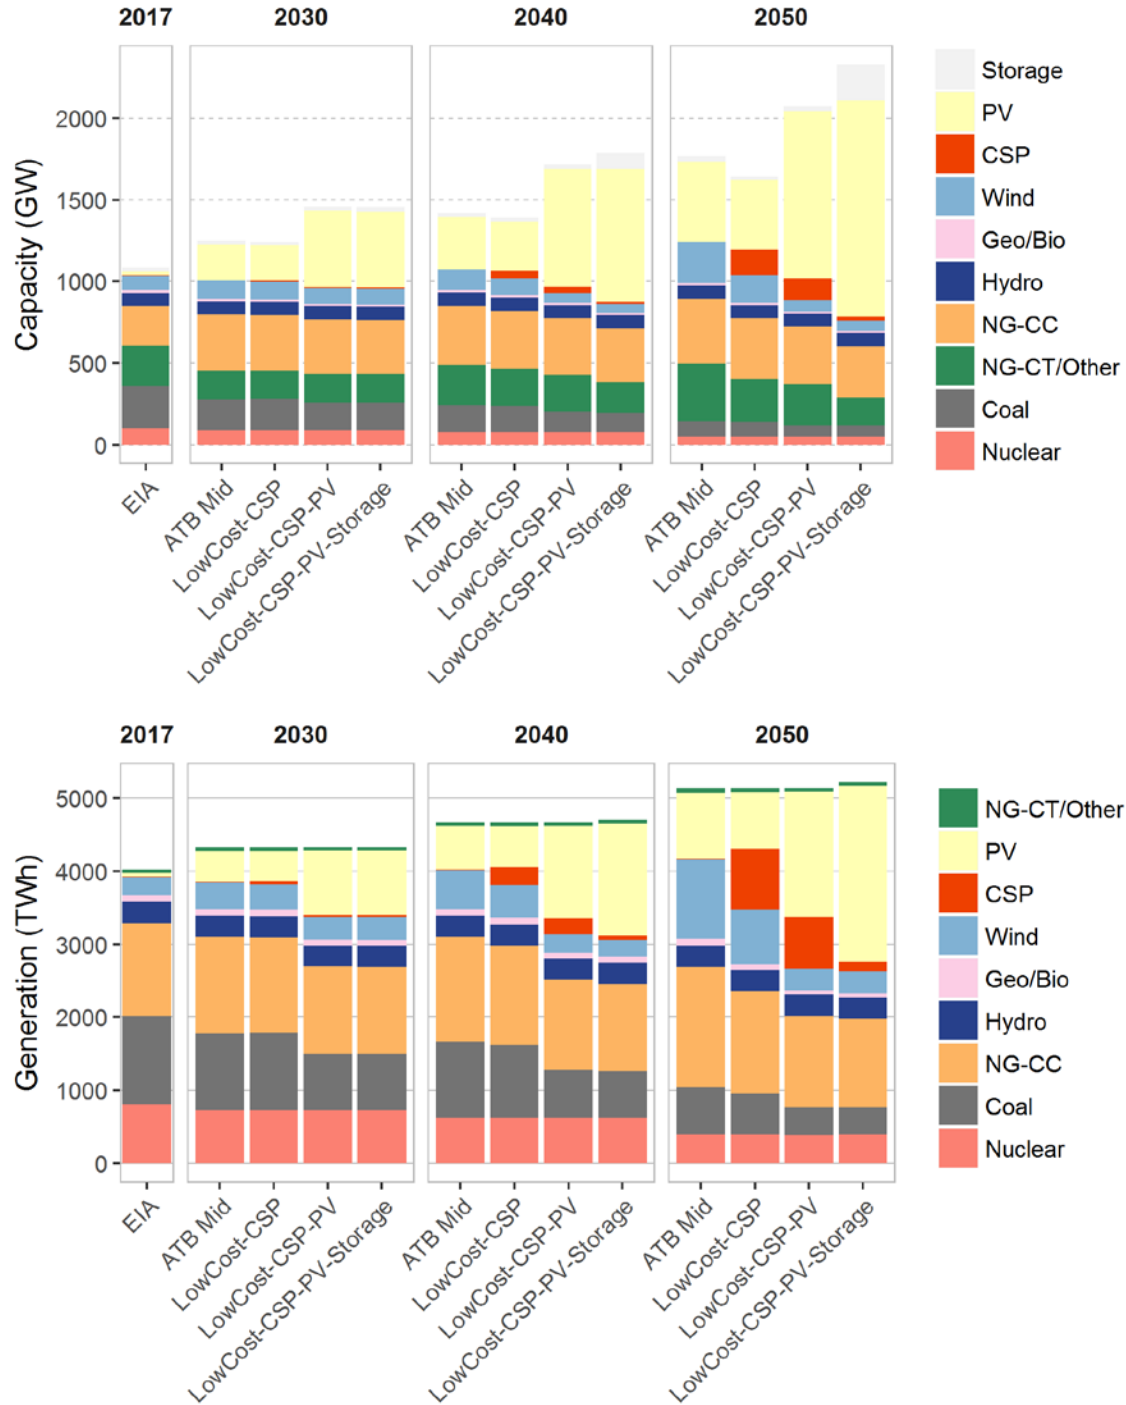 2017 2030 2040 2050
Capacity (GW)
2000
1500
1000
500
0
EIA
ATB Mid
LowCost-CSP
LowCost-CSP-PV
LowCost-CSP-PV-Storage
ATB Mid
LowCost-CSP
LowCost-CSP-PV
LowCost-CSP-PV-Storage
ATB Mid
LowCost-CSP
LowCost-CSP-PV
LowCost-CSP-PV-Storage
Storage
PV
CSP
Wind
Geo/Bio
Hydro
NG-CC
NG-CT/Other
Coal
Nuclear
2017 2030 2040 2050
Generation (TWh)
5000
4000
3000
2000
1000
0
EIA
ATB Mid
LowCost-CSP
LowCost-CSP-PV
LowCost-CSP-PV-Storage
ATB Mid
LowCost-CSP
LowCost-CSP-PV
LowCost-CSP-PV-Storage
ATB Mid
LowCost-CSP
LowCost-CSP-PV
LowCost-CSP-PV-Storage
NG-CT/Other
PV
CSP
Wind
Geo/Bio
Hydro
NG-CC
Coal
Nuclear